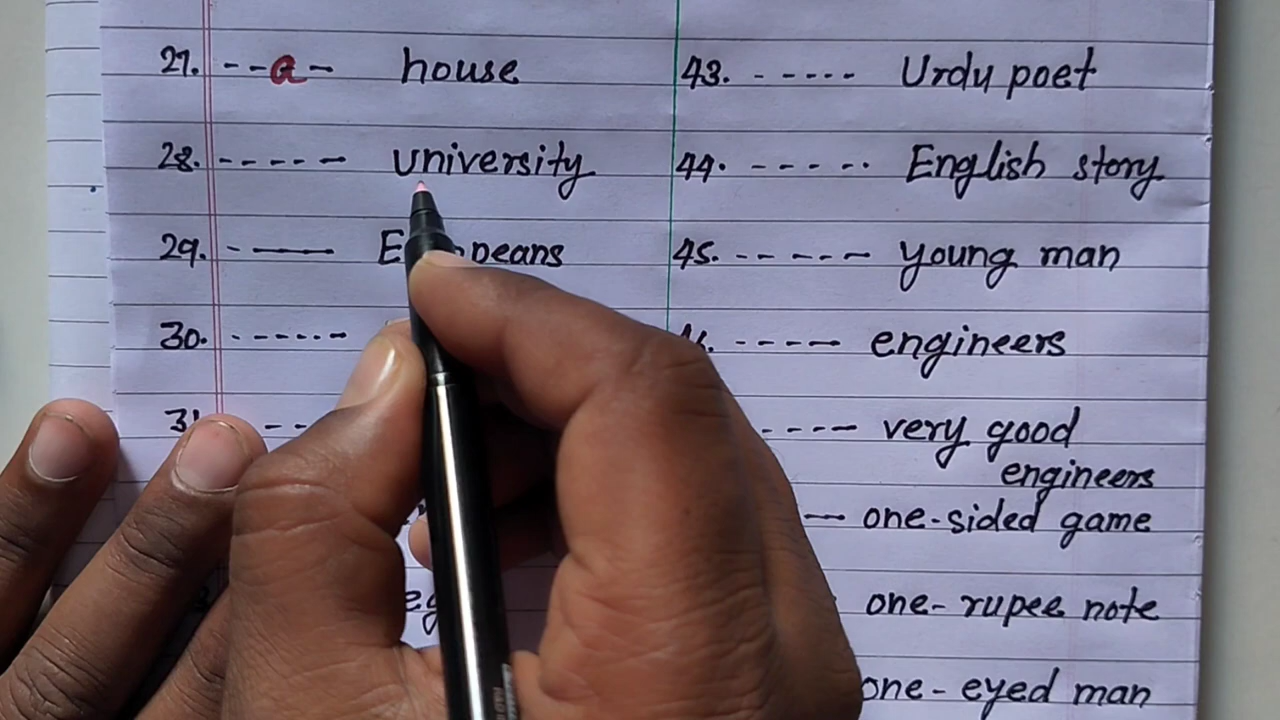 27. --a- house
28. ----- university
29. ----
30. -----
31. --
43. ----- Urdu poet
44. ----- English story
45. ----- young man
---- engineers
---- very good
engineers
-- one-sided game
one-rupee note
one-eyed man